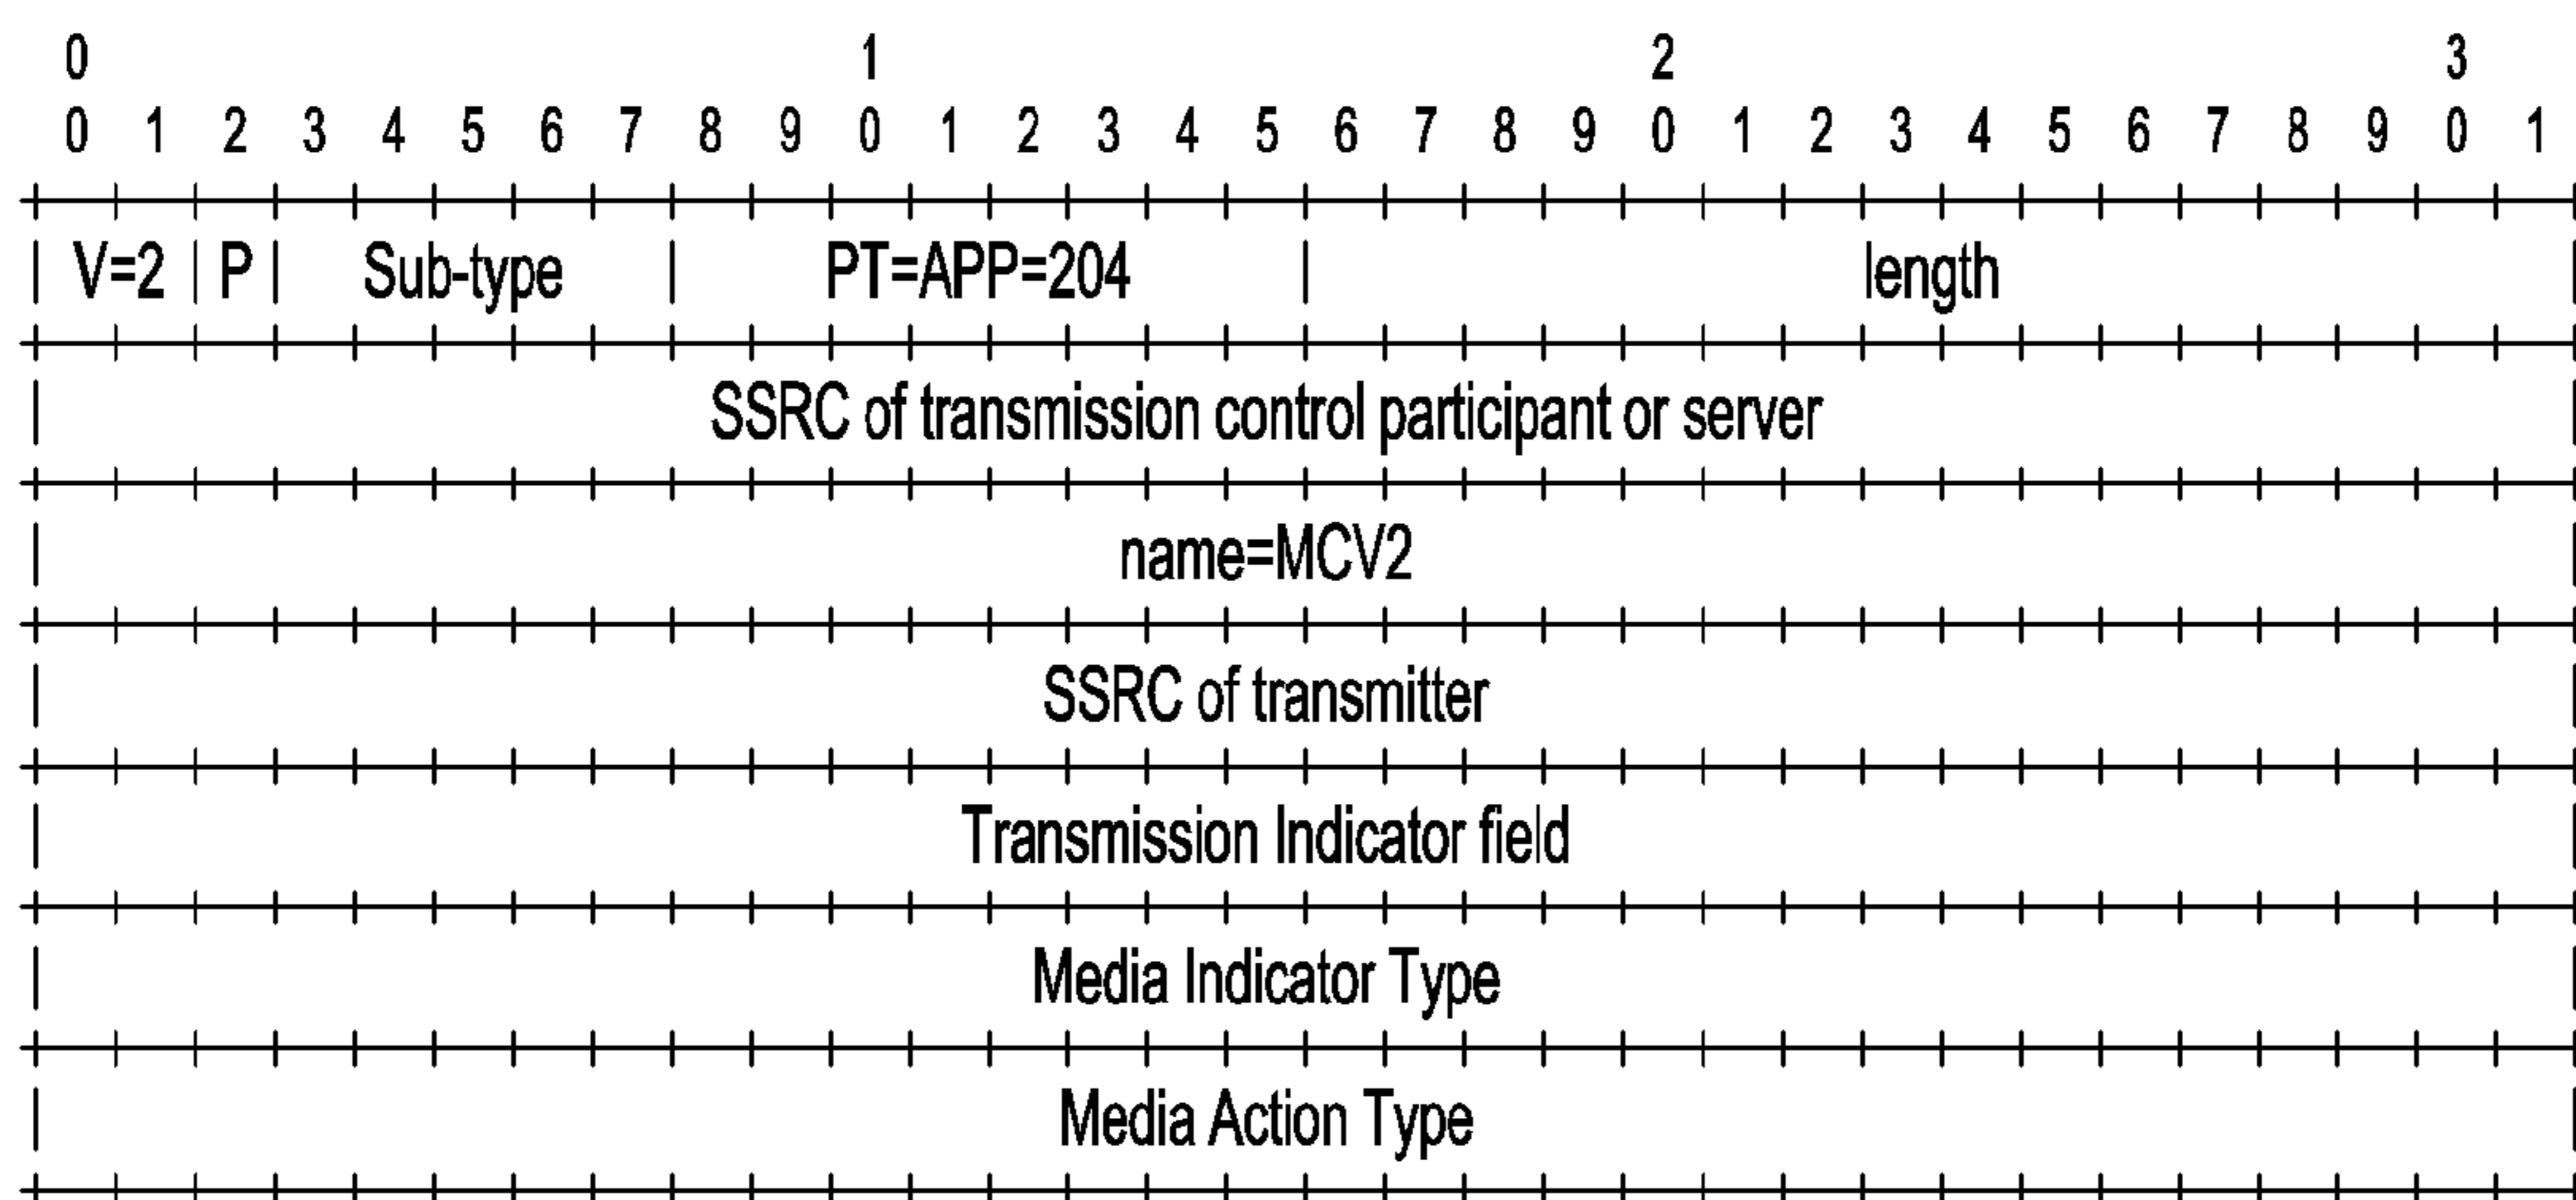 0 1 2 3
0 1 2 3 4 5 6 7 8 9 0 1 2 3 4 5 6 7 8 9 0 1 2 3 4 5 6 7 8 9 0 1
V=2 | P | Sub-type | PT=APP=204 | length
SSRC of transmission control participant or server
name=MCV2
SSRC of transmitter
Transmission Indicator field
Media Indicator Type
Media Action Type